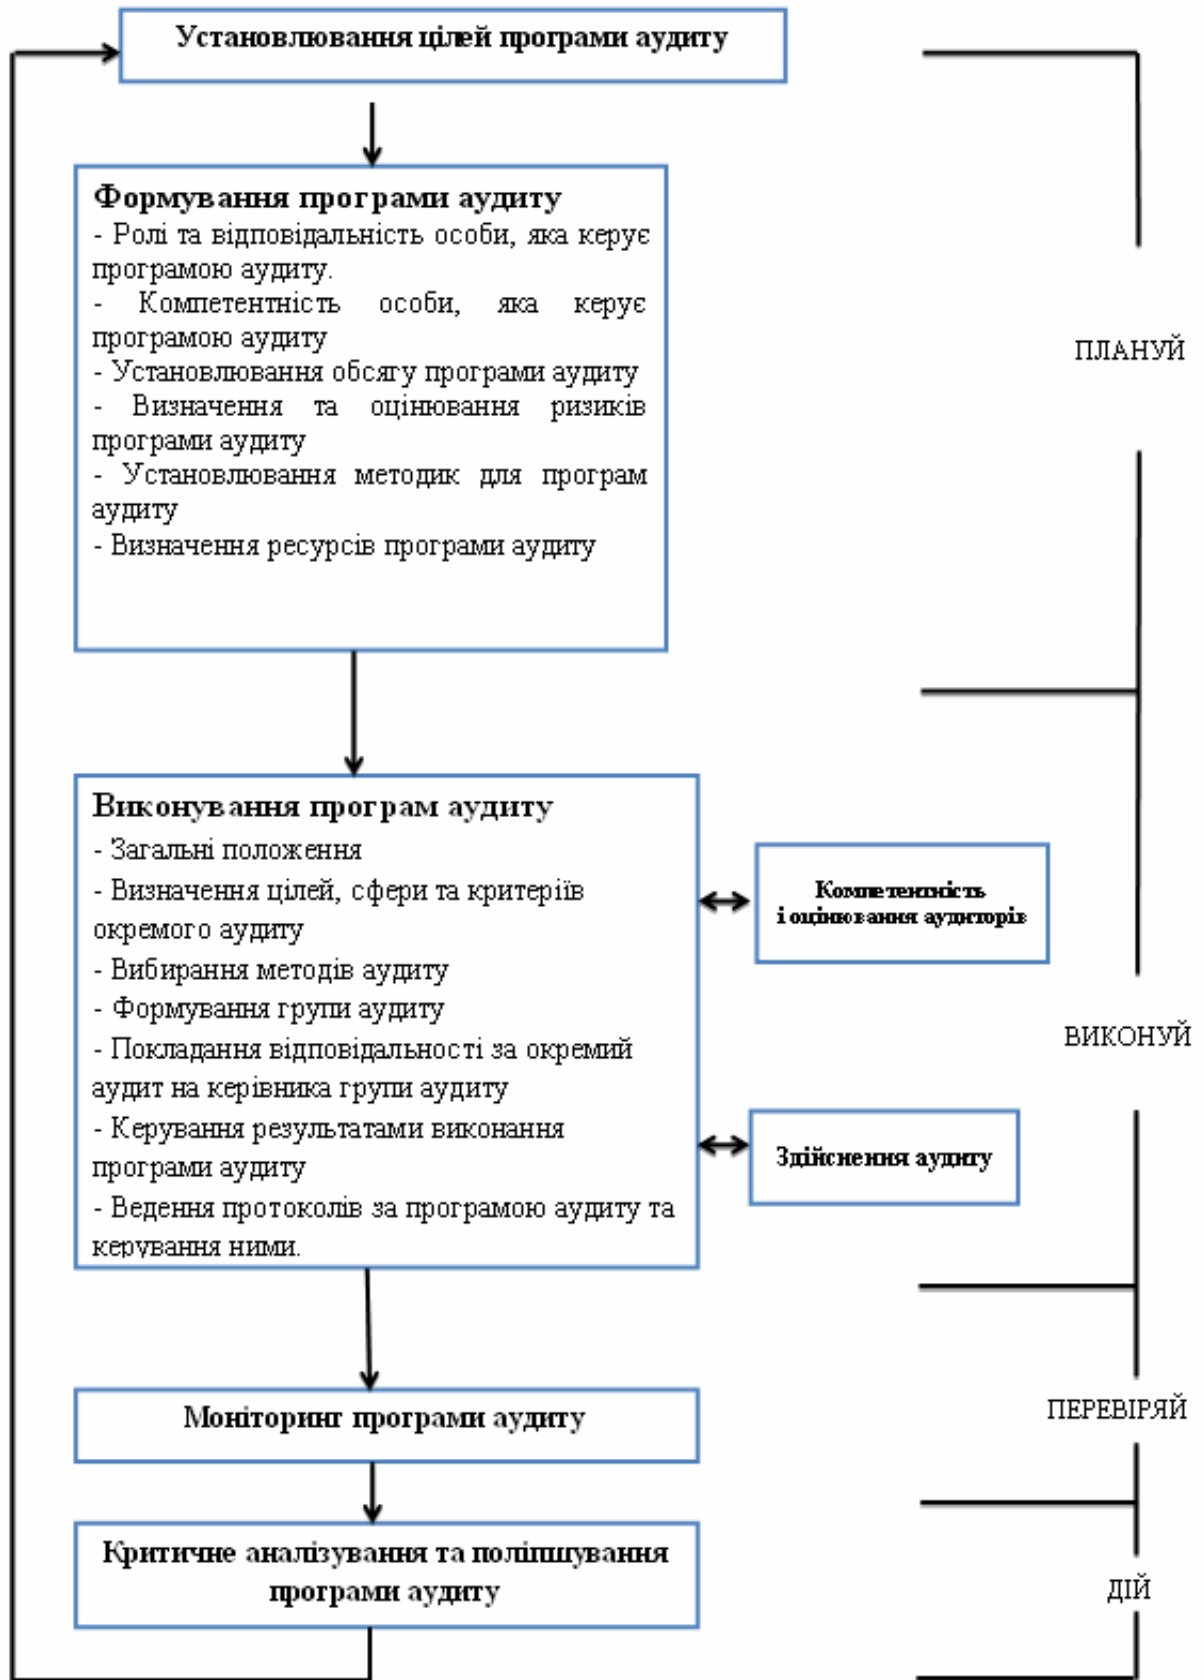 Установлювання цілей програми аудиту
Формування програми аудиту
- Ролі та відповідальність особи, яка керує
програмою аудиту.
- Компетентність особи, яка керує
програмою аудиту
- Установлювання обсягу програми аудиту
- Визначення та оцінювання ризиків
програми аудиту
- Установлювання методик для програм
аудиту
- Визначення ресурсів програми аудиту
ПЛАНУЙ
Виконування програм аудиту
- Загальні положення
- Визначення цілей, сфери та критеріїв
окремого аудиту
- Вибирання методів аудиту
- Формування групи аудиту
- Покладання відповідальності за окремий
аудит на керівника групи аудиту
- Керування результатами виконання
програми аудиту
- Ведення протоколів за програмою аудиту та
керування ними.
Компетентність
і оцінювання аудиторів
Здійснення аудиту
ВИКОНУЙ
Моніторинг програми аудиту
ПЕРЕВІРЯЙ
Критичне аналізування та поліпшування
програми аудиту
ДІЙ